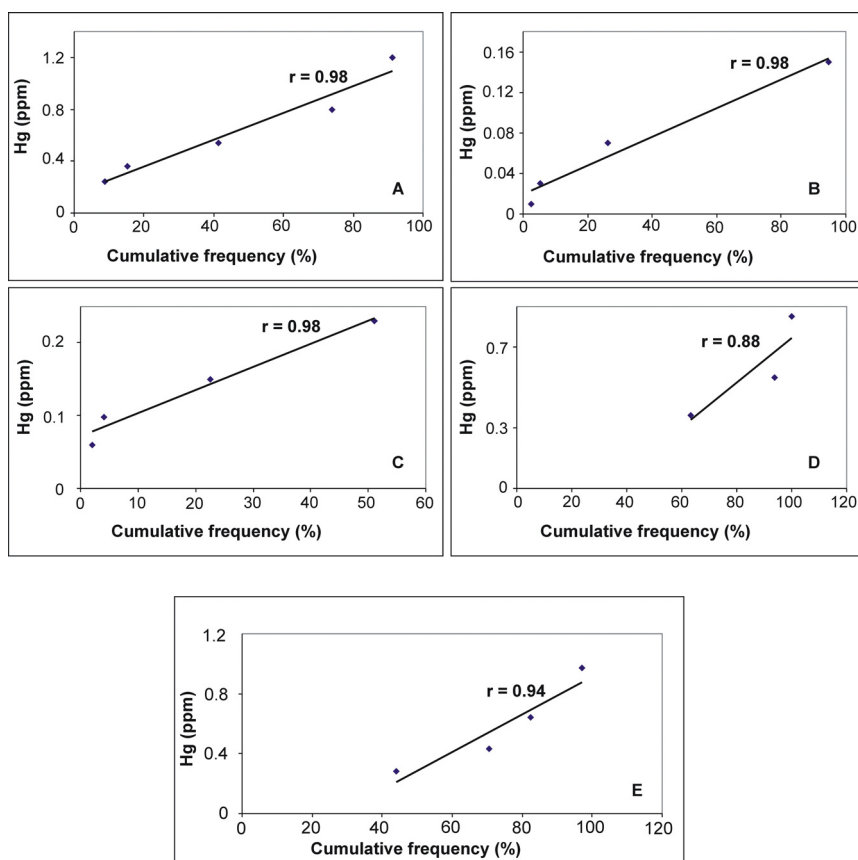 Hg (ppm)
1.2
0.8
0.4
0
r = 0.98
A
0 20 40 60 80 100
Cumulative frequency (%)
Hg (ppm)
0.16
0.12
0.08
0.04
0
r = 0.98
B
0 20 40 60 80 100
Cumulative frequency (%)
Hg (ppm)
0.2
0.1
0
r = 0.98
C
0 10 20 30 40 50 60
Cumulative frequency (%)
Hg (ppm)
0.7
0.3
0
r = 0.88
D
0 20 40 60 80 100 120
Cumulative frequency (%)
Hg (ppm)
1.2
0.8
0.4
0
r = 0.94
E
0 20 40 60 80 100 120
Cumulative frequency (%)